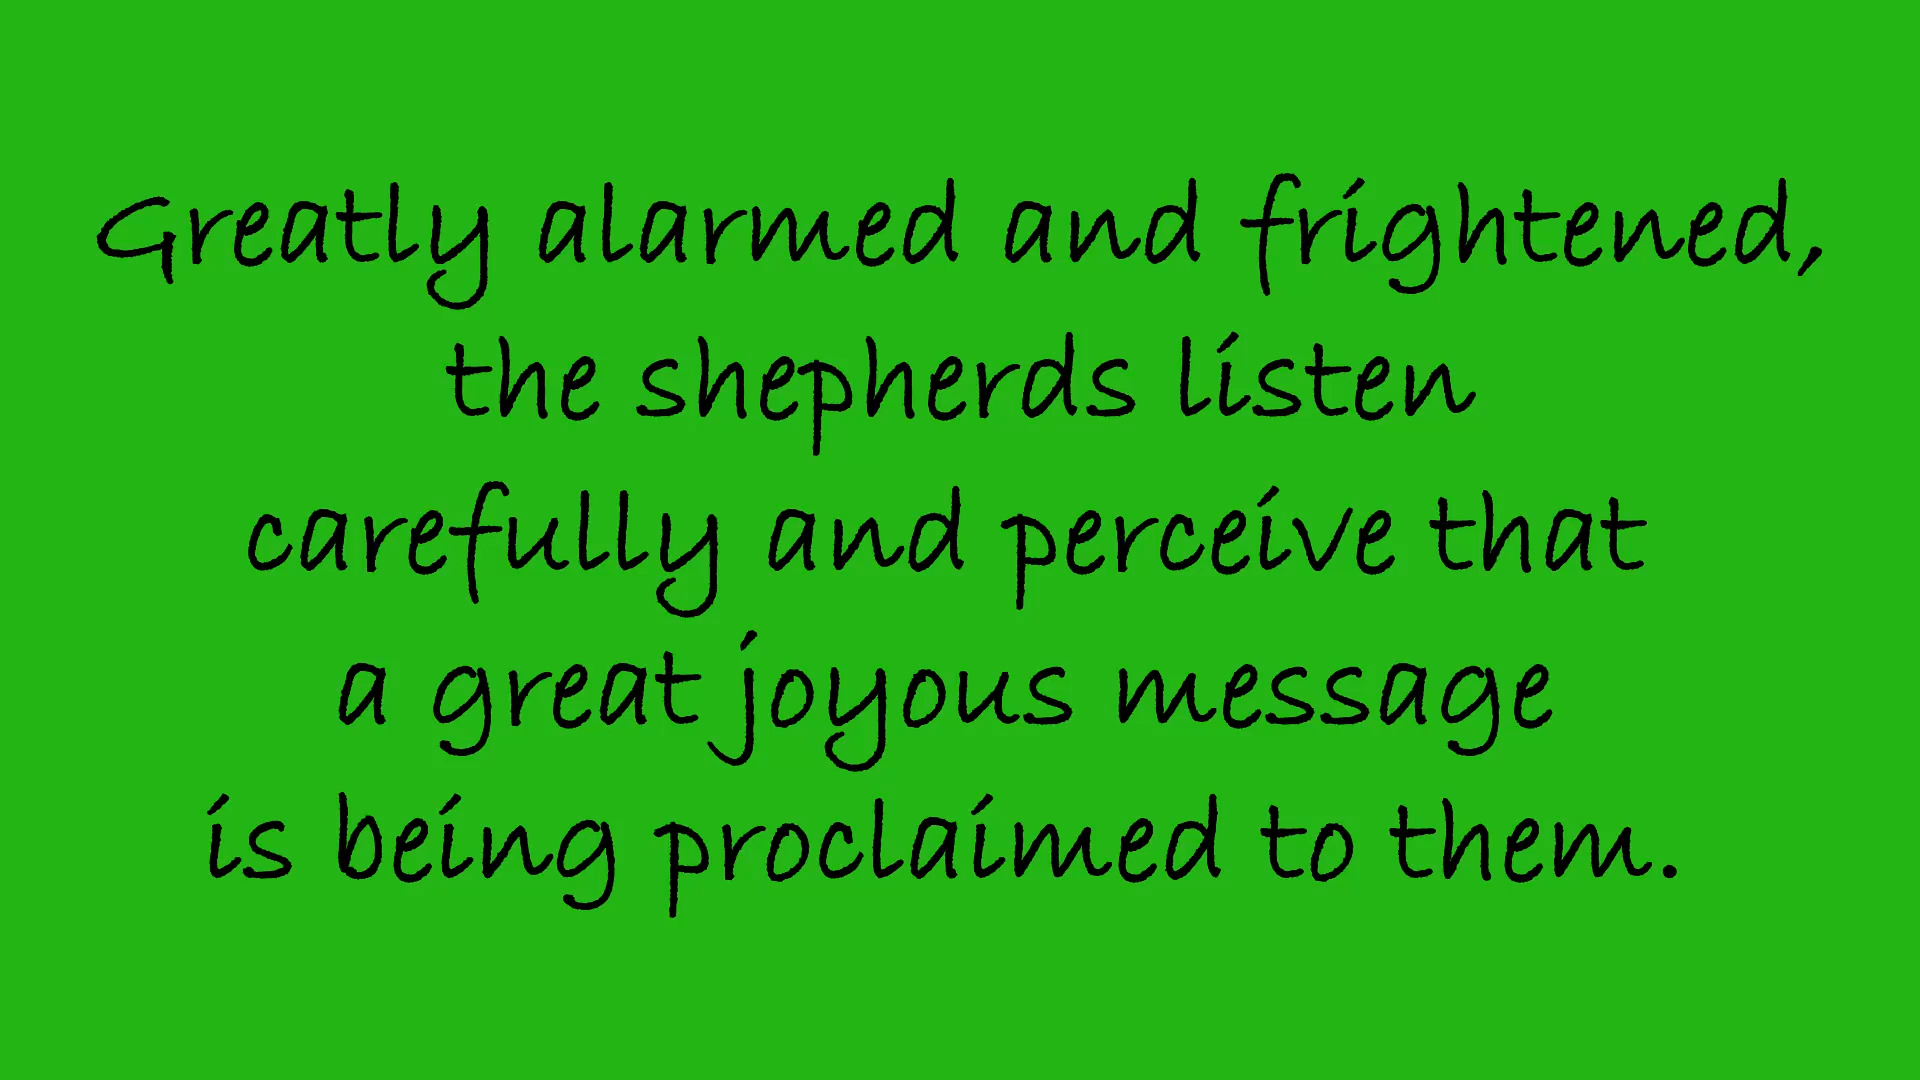 Greatly alarmed and frightened,
the shepherds listen
carefully and perceive that
a great joyous message
is being proclaimed to them.